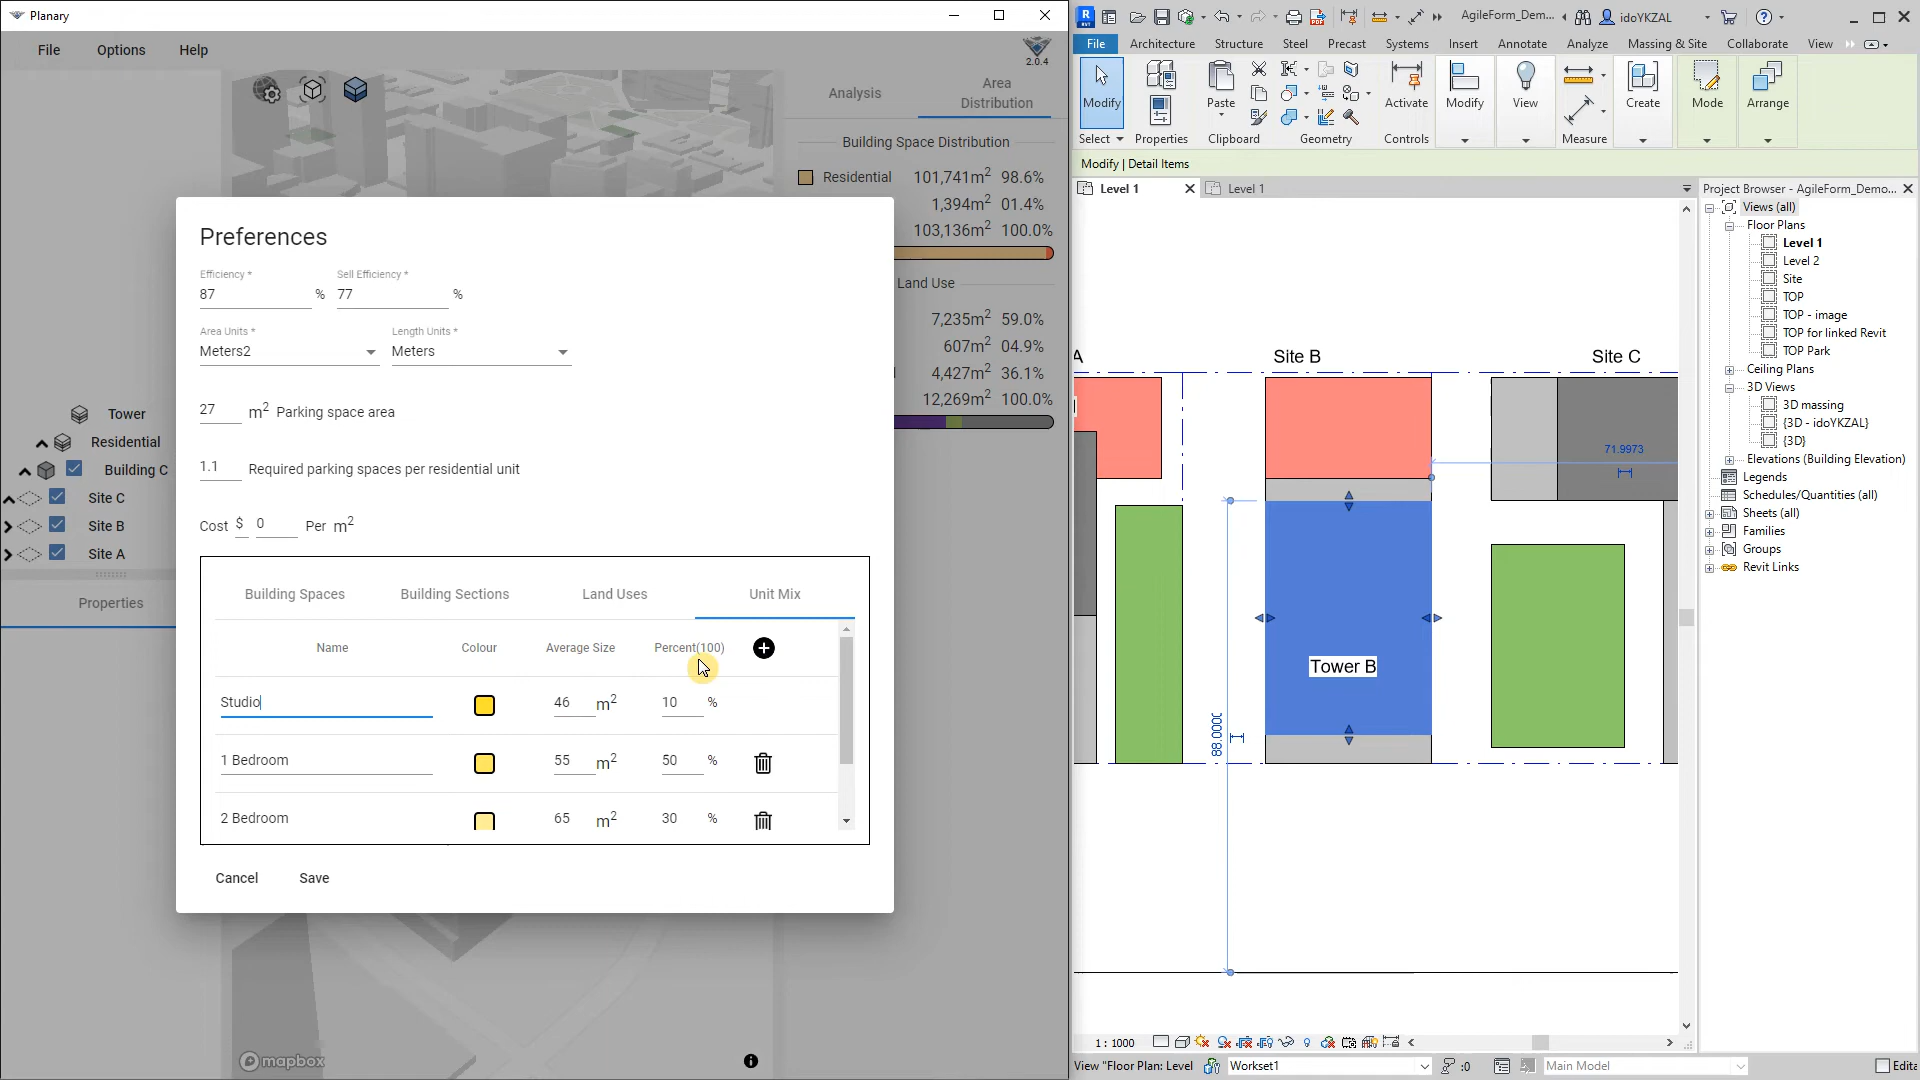 Planary
File Options Help
2.0.4
Analysis
Area
Distribution
Building Space Distribution
Residential 101,741m2 98.6%
1,394m2 01.4%
103,136m2 100.0%
Land Use
7,235m2 59.0%
607m2 04.9%
4,427m2 36.1%
12,269m2 100.0%
Tower
Residential
Building C
Site C
Site B
Site A
Properties
mapbox
Preferences
Efficiency * Sell Efficiency *
87 % 77 %
Area Units * Length Units *
Meters2 Meters
27 m2 Parking space area
1.1 Required parking spaces per residential unit
Cost $ 0 Per m2
Building Spaces Building Sections Land Uses Unit Mix
Name Colour Average Size Percent(100)
Studio 46 m2 10 %
1 Bedroom 55 m2 50 %
2 Bedroom 65 m2 30 %
Cancel Save
R
RVT
AgileForm_Dem... idoYKZAL
File Architecture Structure Steel Precast Systems Insert Annotate Analyze Massing & Site Collaborate View
Modify Paste Activate Modify View Create Mode Arrange
Select Properties Clipboard Geometry Controls Measure
Modify | Detail Items
Level 1 Level 1
A Site B Site C
71.9973
Tower B
88.0000
Project Browser - AgileForm_Demo...
Views (all)
Floor Plans
Level 1
Level 2
Site
TOP
TOP - image
TOP for linked Revit
TOP Park
Ceiling Plans
3D Views
3D massing
{3D - idoYKZAL}
{3D}
Elevations (Building Elevation)
Legends
Schedules/Quantities (all)
Sheets (all)
Families
Groups
Revit Links
1 : 1000
View "Floor Plan: Level Workset1 :0 Main Model Edita